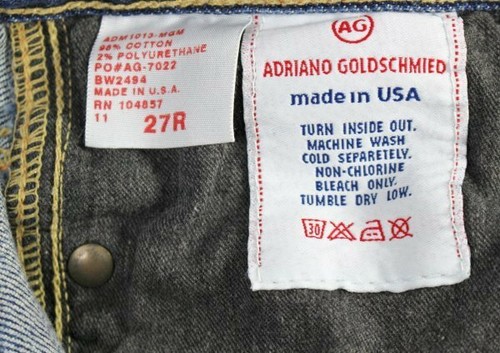 ADM1013-MGM
98% COTTON
2% POLYURETHANE
PO#AG-7022
BW2494
MADE IN U.S.A.
RN 104857
11
27R
AG
ADRIANO GOLDSCHMIED
made in USA
TURN INSIDE OUT.
MACHINE WASH
COLD SEPARETELY.
NON-CHLORINE
BLEACH ONLY.
TUMBLE DRY LOW.
30